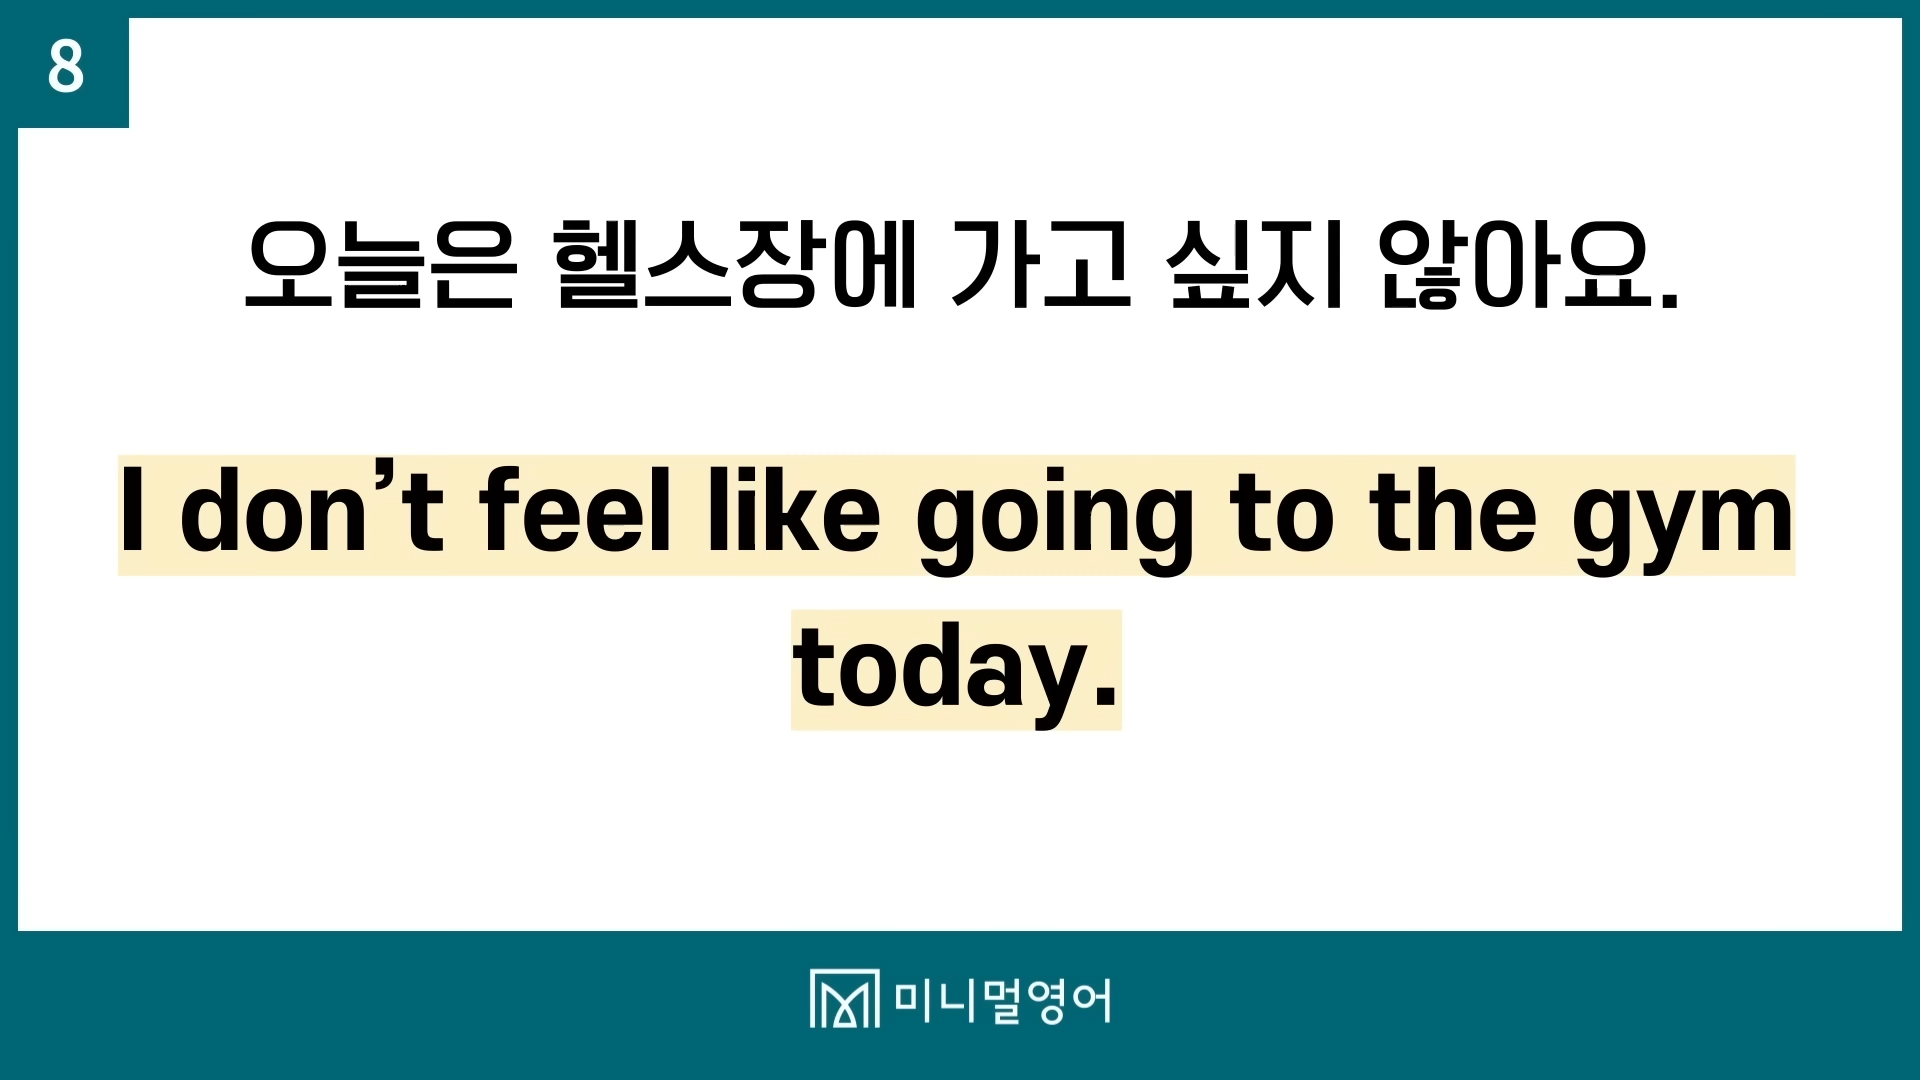 8
오늘은 헬스장에 가고 싶지 않아요.
I don’t feel like going to the gym
today.
미니멀영어